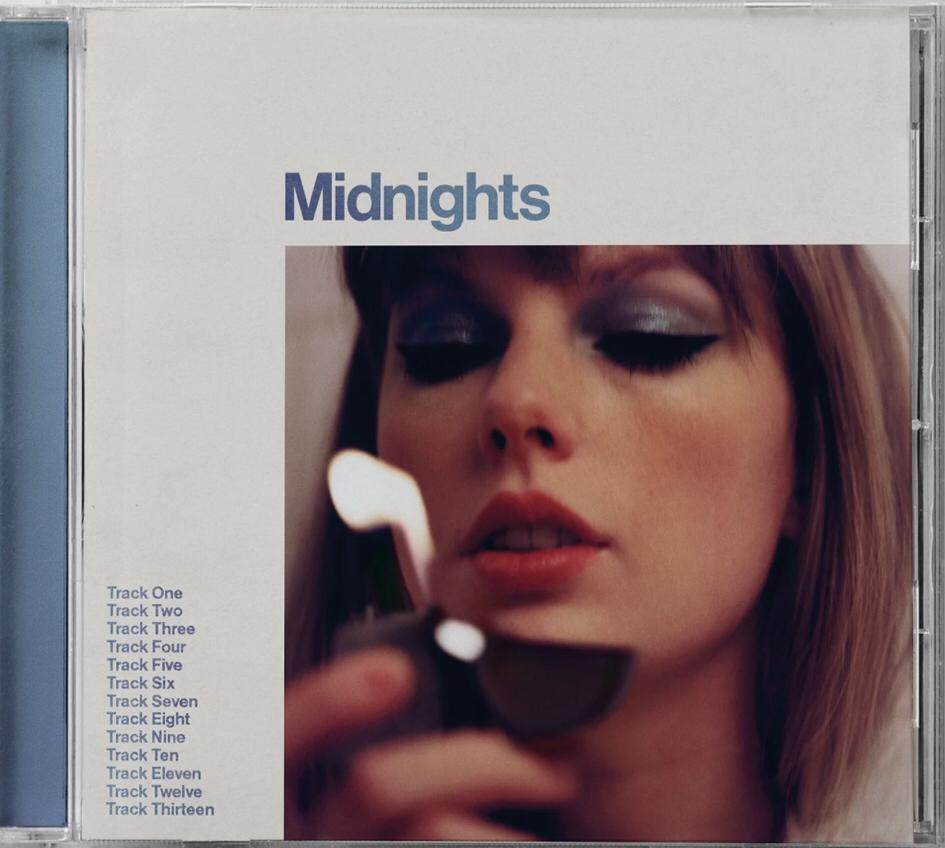 Midnights
Track One
Track Two
Track Three
Track Four
Track Five
Track Six
Track Seven
Track Eight
Track Nine
Track Ten
Track Eleven
Track Twelve
Track Thirteen